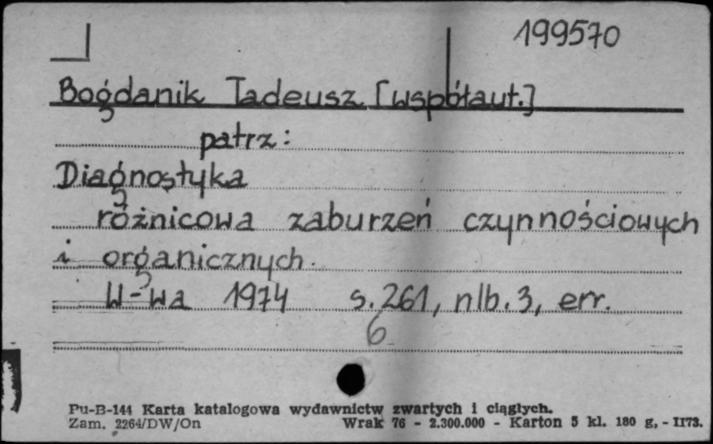 199570
Bogdanik Tadeusz [współaut.]
patrz:
Diagnostyka
różnicowa zaburzeń czynnościowych
i organicznych.
W-wa 1974 s. 261, nlb. 3, err.
6
Pu-B-144 Karta katalogowa wydawnictw zwartych i ciągłych.
Zam. 2264/DW/On Wrak 76 - 2.300.000 - Karton 5 kl. 180 g. - II73.